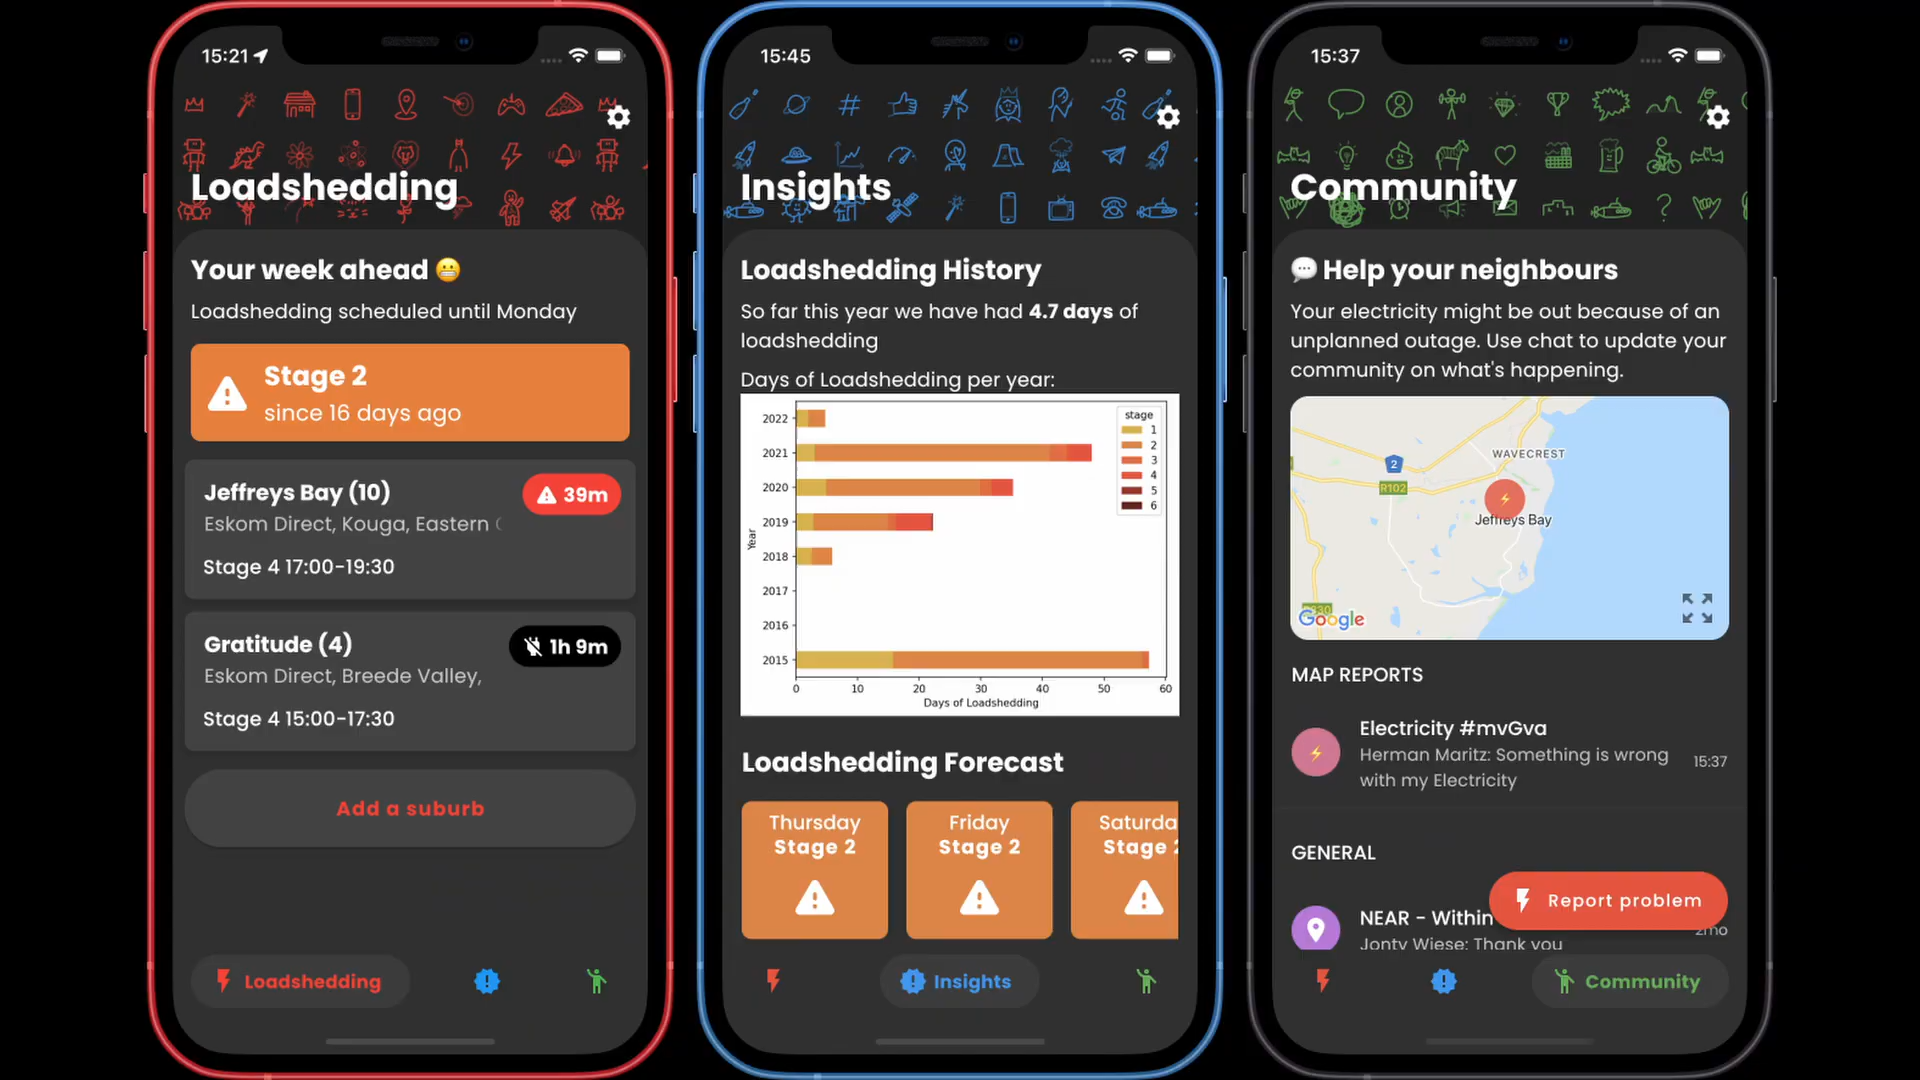 15:21
Loadshedding
Your week ahead 😬
Loadshedding scheduled until Monday
Stage 2
since 16 days ago
Jeffreys Bay (10)
39m
Eskom Direct, Kouga, Eastern
Stage 4 17:00-19:30
Gratitude (4)
1h 9m
Eskom Direct, Breede Valley,
Stage 4 15:00-17:30
Add a suburb
Loadshedding
15:45
Insights
Loadshedding History
So far this year we have had 4.7 days of
loadshedding
Days of Loadshedding per year:
stage
1
2
3
4
5
6
Year
2022
2021
2020
2019
2018
2017
2016
2015
0 10 20 30 40 50 60
Days of Loadshedding
Loadshedding Forecast
Thursday
Stage 2
Friday
Stage 2
Saturda
Stage 2
Insights
15:37
Community
💬 Help your neighbours
Your electricity might be out because of an
unplanned outage. Use chat to update your
community on what's happening.
WAVECREST
2
R102
Jeffreys Bay
Google
MAP REPORTS
Electricity #mvGva
Herman Maritz: Something is wrong
with my Electricity
15:37
GENERAL
Report problem
NEAR - Within
Jonty Wiese: Thank you
2mo
Community